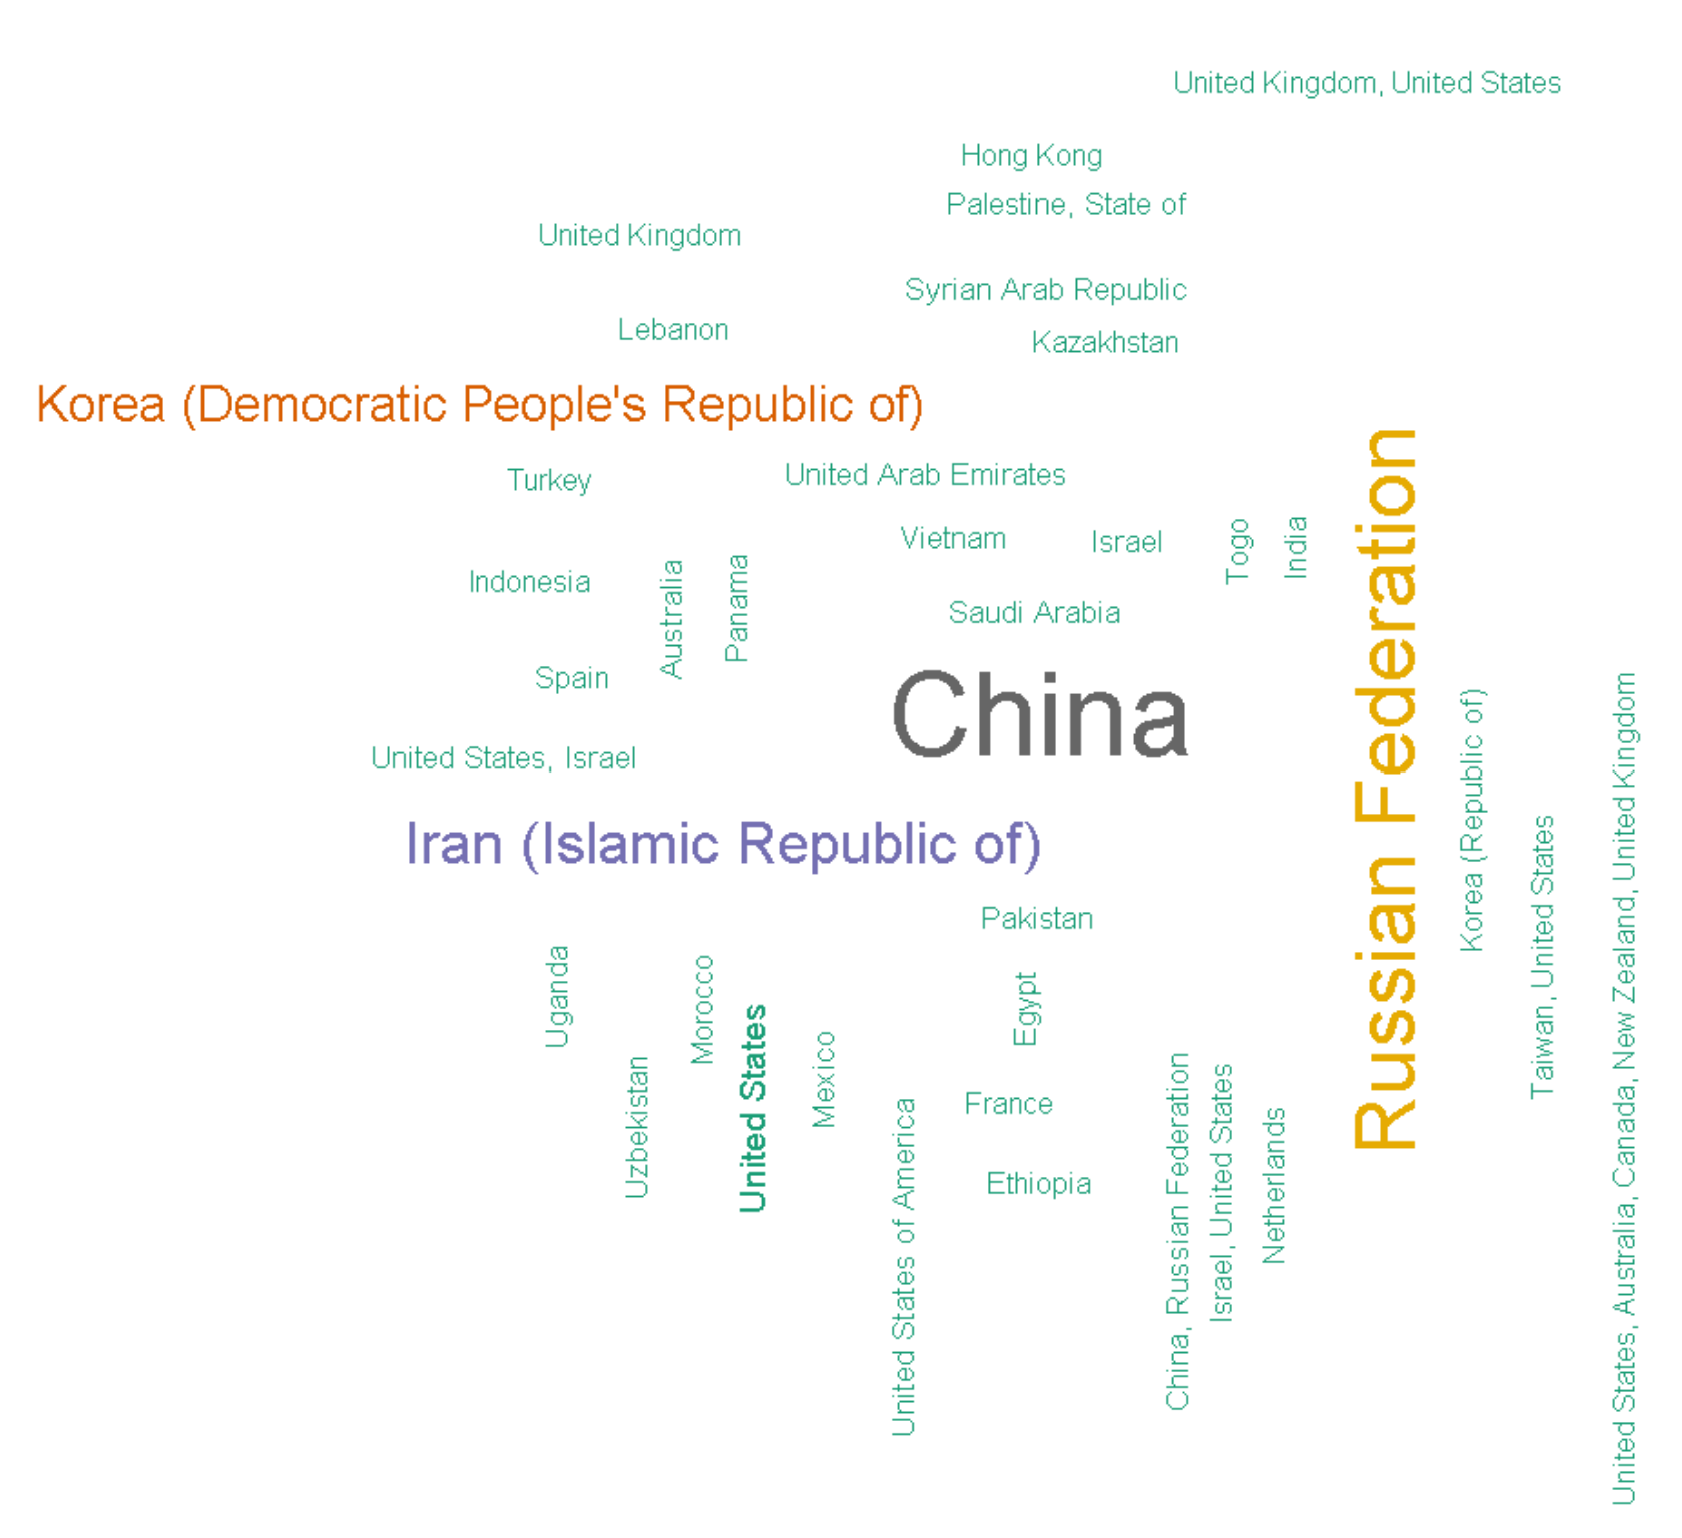 United Kingdom, United States
Hong Kong
Palestine, State of
United Kingdom
Syrian Arab Republic
Lebanon
Kazakhstan
Korea (Democratic People's Republic of)
Turkey
United Arab Emirates
Vietnam
Israel
Togo
India
Indonesia
Australia
Panama
Saudi Arabia
Russian Federation
Spain
China
United States, Israel
Korea (Republic of)
Taiwan, United States
United States, Australia, Canada, New Zealand, United Kingdom
Iran (Islamic Republic of)
Pakistan
Uganda
Uzbekistan
Morocco
United States
Mexico
Egypt
France
United States of America
Ethiopia
China, Russian Federation
Israel, United States
Netherlands